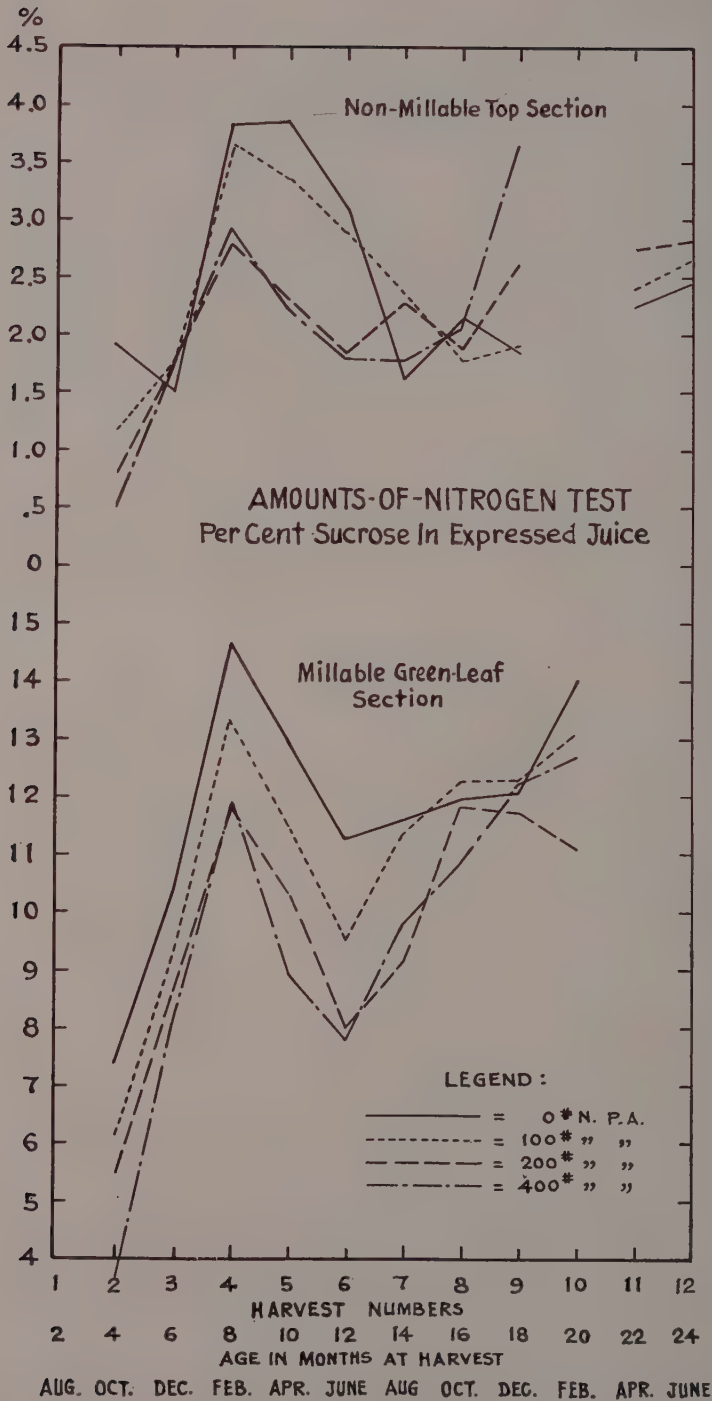 %
4.5
4.0
3.5
3.0
2.5
2.0
1.5
1.0
.5
0
Non-Millable Top Section
AMOUNTS-OF-NITROGEN TEST
Per Cent Sucrose In Expressed Juice
15
14
13
12
11
10
9
8
7
6
5
4
Millable Green-Leaf
Section
LEGEND :
= 0# N. P.A.
= 100# ,, ,,
= 200# ,, ,,
= 400# ,, ,,
1 2 3 4 5 6 7 8 9 10 11 12
HARVEST NUMBERS
2 4 6 8 10 12 14 16 18 20 22 24
AGE IN MONTHS AT HARVEST
AUG. OCT. DEC. FEB. APR. JUNE AUG OCT. DEC. FEB. APR. JUNE